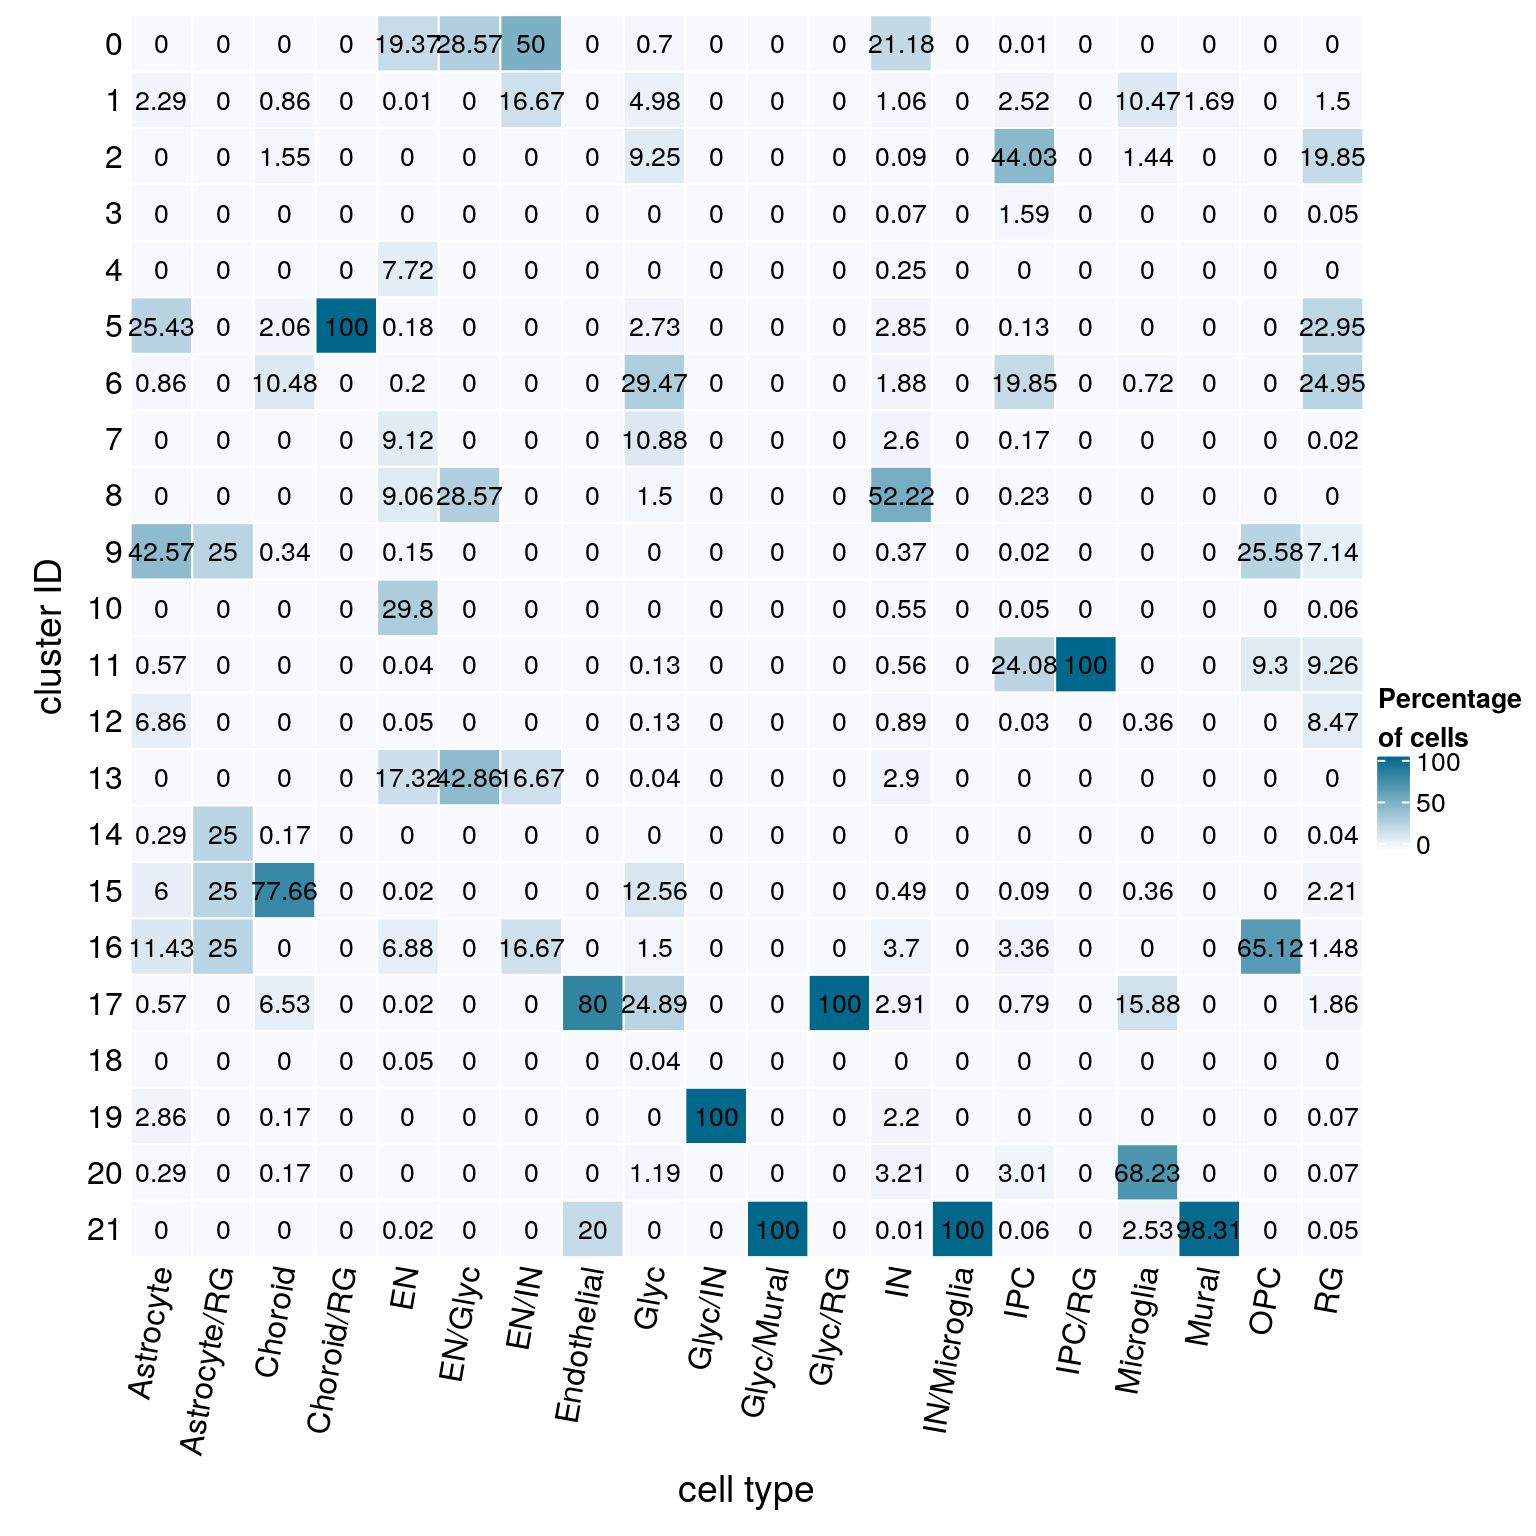 0 0 0 0 0 19.37 28.57 50 0 0.7 0 0 0 21.18 0 0.01 0 0 0 0 0
1 2.29 0 0.86 0 0.01 0 16.67 0 4.98 0 0 0 1.06 0 2.52 0 10.47 1.69 0 1.5
2 0 0 1.55 0 0 0 0 0 9.25 0 0 0 0.09 0 44.03 0 1.44 0 0 19.85
3 0 0 0 0 0 0 0 0 0 0 0 0 0.07 0 1.59 0 0 0 0 0.05
4 0 0 0 0 7.72 0 0 0 0 0 0 0 0.25 0 0 0 0 0 0 0
5 25.43 0 2.06 100 0.18 0 0 0 2.73 0 0 0 2.85 0 0.13 0 0 0 0 22.95
6 0.86 0 10.48 0 0.2 0 0 0 29.47 0 0 0 1.88 0 19.85 0 0.72 0 0 24.95
7 0 0 0 0 9.12 0 0 0 10.88 0 0 0 2.6 0 0.17 0 0 0 0 0.02
8 0 0 0 0 9.06 28.57 0 0 1.5 0 0 0 52.22 0 0.23 0 0 0 0 0
9 42.57 25 0.34 0 0.15 0 0 0 0 0 0 0 0.37 0 0.02 0 0 0 25.58 7.14
10 0 0 0 0 29.8 0 0 0 0 0 0 0 0.55 0 0.05 0 0 0 0 0.06
11 0.57 0 0 0 0.04 0 0 0 0.13 0 0 0 0.56 0 24.08 100 0 0 9.3 9.26
12 6.86 0 0 0 0.05 0 0 0 0.13 0 0 0 0.89 0 0.03 0 0.36 0 0 8.47
13 0 0 0 0 17.32 42.86 16.67 0 0.04 0 0 0 2.9 0 0 0 0 0 0 0
14 0.29 25 0.17 0 0 0 0 0 0 0 0 0 0 0 0 0 0 0 0 0.04
15 6 25 77.66 0 0.02 0 0 0 12.56 0 0 0 0.49 0 0.09 0 0.36 0 0 2.21
16 11.43 25 0 0 6.88 0 16.67 0 1.5 0 0 0 3.7 0 3.36 0 0 0 65.12 1.48
17 0.57 0 6.53 0 0.02 0 0 80 24.89 0 0 100 2.91 0 0.79 0 15.88 0 0 1.86
18 0 0 0 0 0.05 0 0 0 0.04 0 0 0 0 0 0 0 0 0 0 0
19 2.86 0 0.17 0 0 0 0 0 0 100 0 0 2.2 0 0 0 0 0 0 0.07
20 0.29 0 0.17 0 0 0 0 0 1.19 0 0 0 3.21 0 3.01 0 68.23 0 0 0.07
21 0 0 0 0 0.02 0 0 20 0 0 100 0 0.01 100 0.06 0 2.53 98.31 0 0.05
cluster ID
Astrocyte
Astrocyte/RG
Choroid
Choroid/RG
EN
EN/Glyc
EN/IN
Endothelial
Glyc
Glyc/IN
Glyc/Mural
Glyc/RG
IN
IN/Microglia
IPC
IPC/RG
Microglia
Mural
OPC
RG
cell type
Percentage
of cells
100
50
0